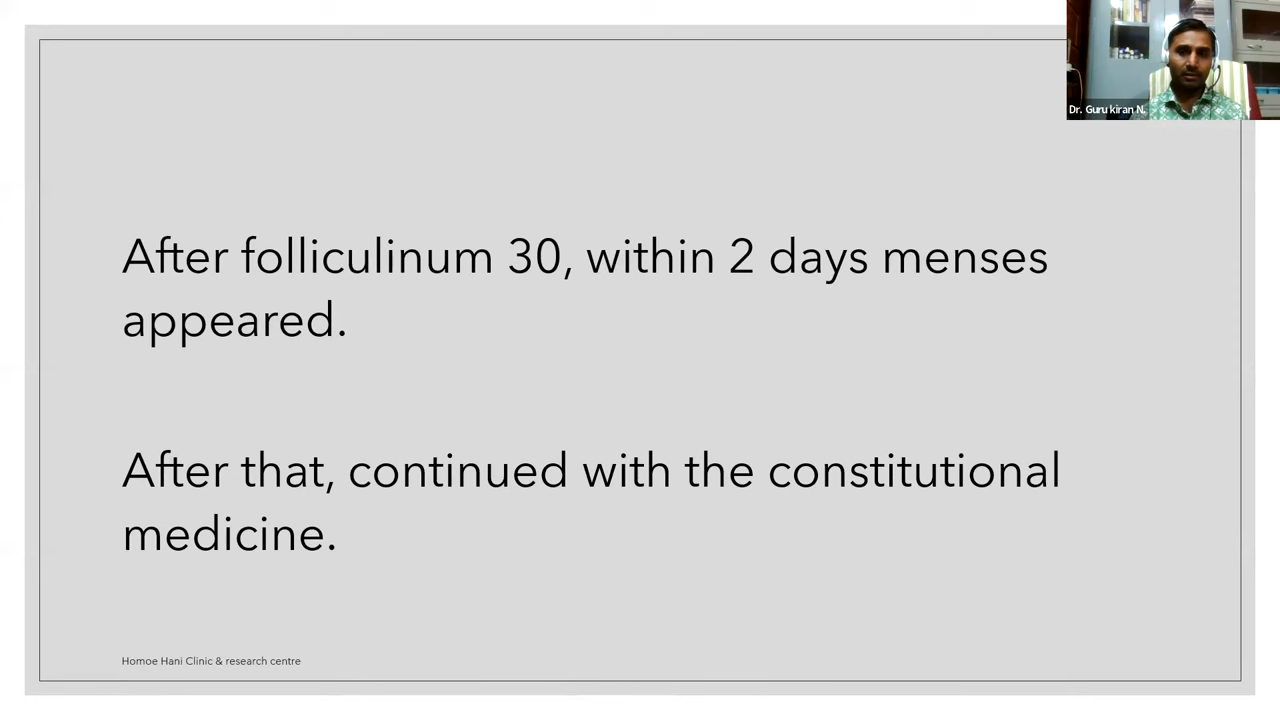 Dr. Guru kiran N.
After folliculinum 30, within 2 days menses
appeared.
After that, continued with the constitutional
medicine.
Homoe Hani Clinic & research centre